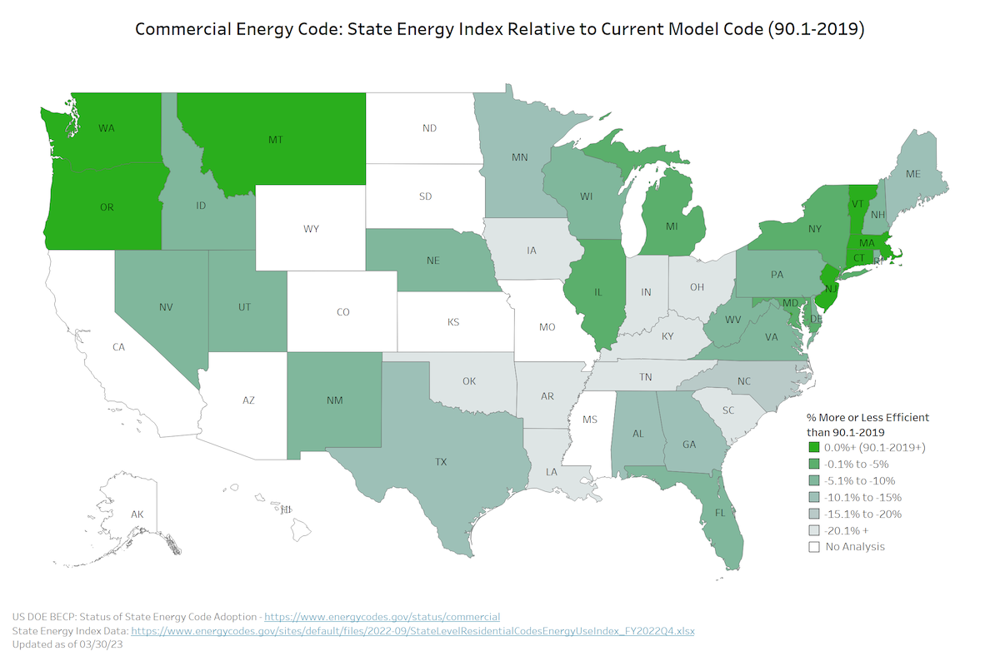 Commercial Energy Code: State Energy Index Relative to Current Model Code (90.1-2019)
WA
MT
ND
MN
ME
OR
ID
SD
WI
VT
NH
WY
MI
NY
MA
IA
CT
RI
NE
PA
NV
UT
CO
IL
IN
OH
NJ
MD
DE
KS
MO
WV
VA
CA
KY
AZ
NM
OK
AR
TN
NC
MS
AL
GA
SC
TX
LA
FL
AK
HI
% More or Less Efficient
than 90.1-2019
0.0%+ (90.1-2019+)
-0.1% to -5%
-5.1% to -10%
-10.1% to -15%
-15.1% to -20%
-20.1% +
No Analysis
US DOE BECP: Status of State Energy Code Adoption - https://www.energycodes.gov/status/commercial
State Energy Index Data: https://www.energycodes.gov/sites/default/files/2022-09/StateLevelResidentialCodesEnergyUseIndex_FY2022Q4.xlsx
Updated as of 03/30/23